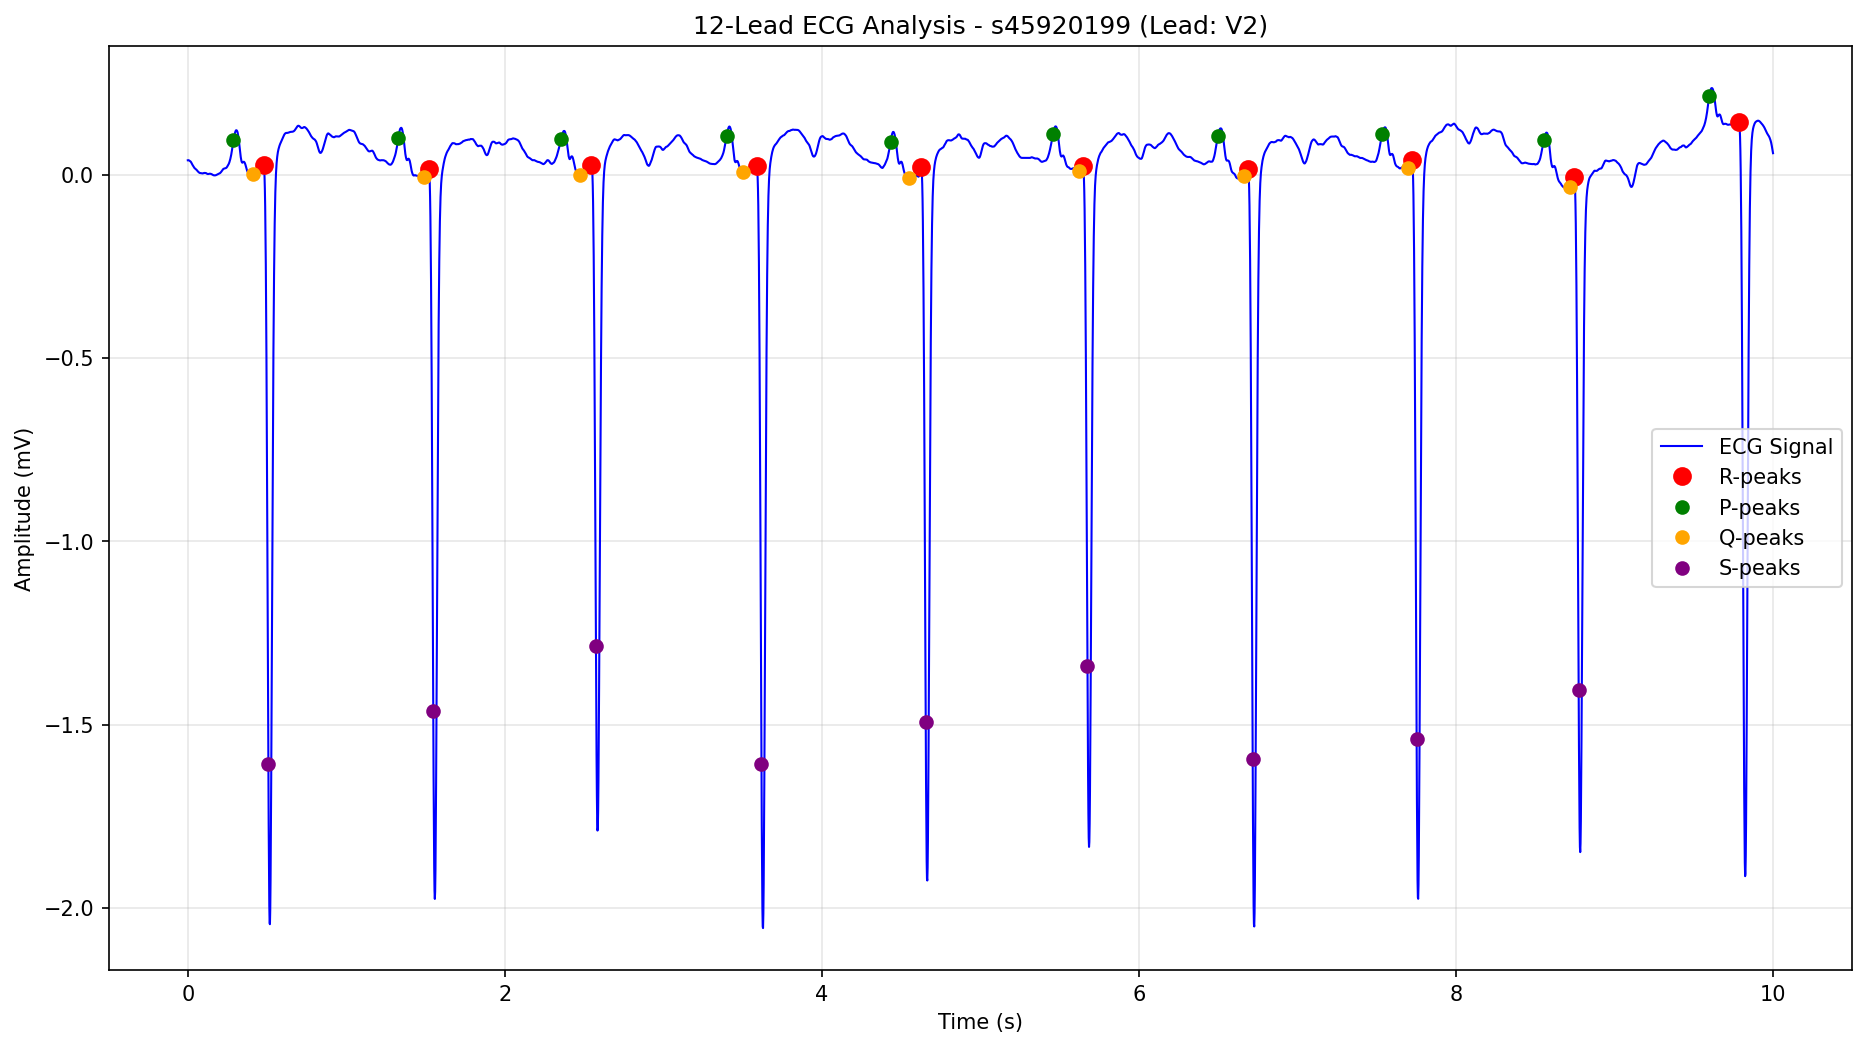 12-Lead ECG Analysis - s45920199 (Lead: V2)
Amplitude (mV)
0.0
−0.5
−1.0
−1.5
−2.0
ECG Signal
R-peaks
P-peaks
Q-peaks
S-peaks
0 2 4 6 8 10
Time (s)